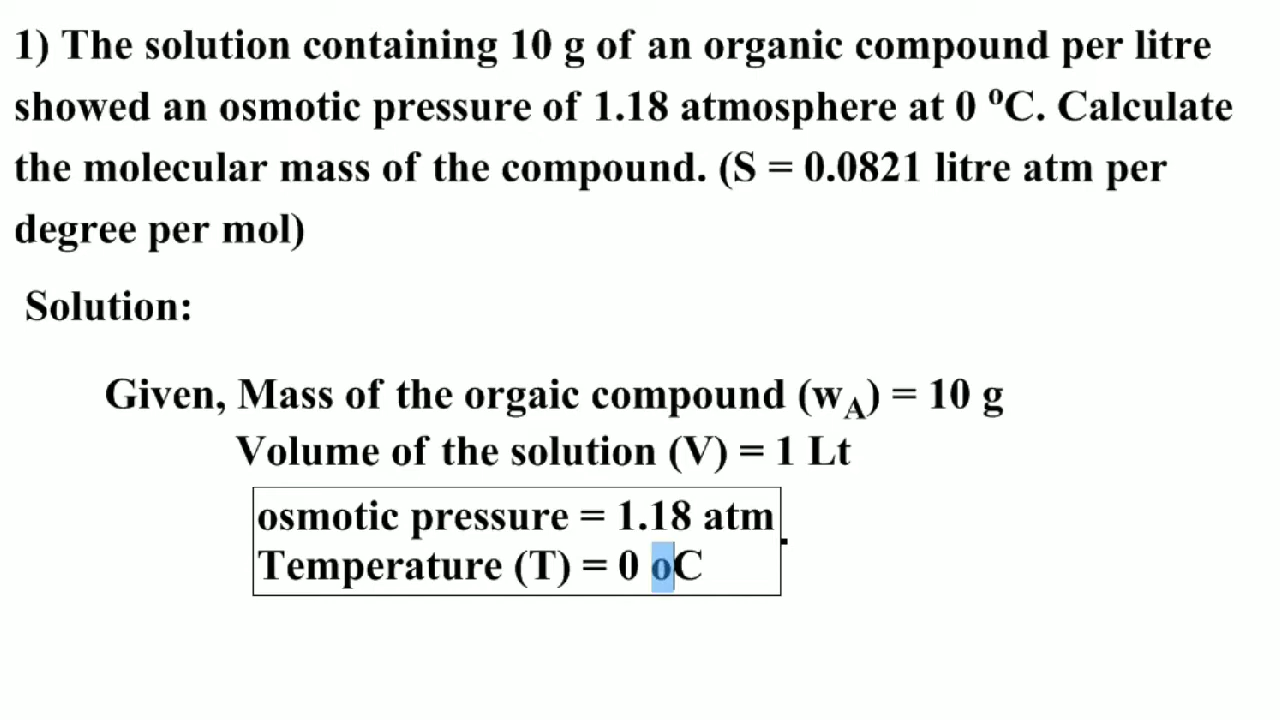 1) The solution containing 10 g of an organic compound per litre
showed an osmotic pressure of 1.18 atmosphere at 0 ºC. Calculate
the molecular mass of the compound. (S = 0.0821 litre atm per
degree per mol)
Solution:
Given, Mass of the orgaic compound (wA) = 10 g
Volume of the solution (V) = 1 Lt
osmotic pressure = 1.18 atm
Temperature (T) = 0 oC